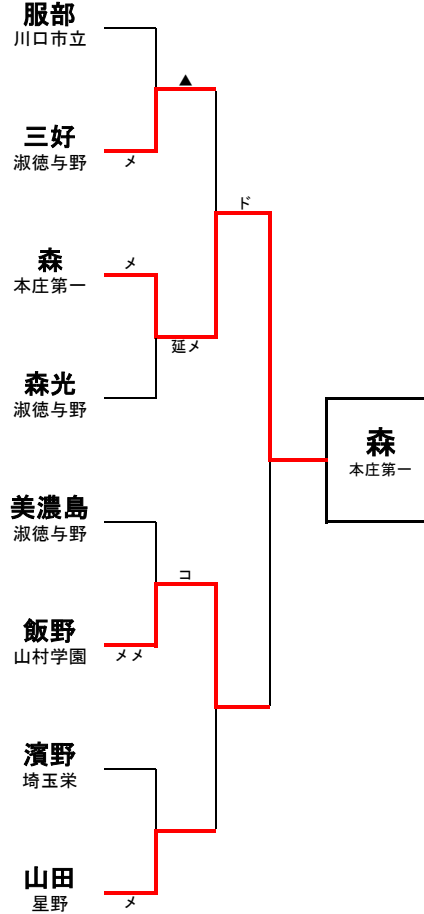 服部
川口市立
▲
三好
淑徳与野
メ
ド
森
本庄第一
メ
延メ
森光
淑徳与野
森
本庄第一
美濃島
淑徳与野
コ
飯野
山村学園
メメ
濱野
埼玉栄
山田
星野
メ